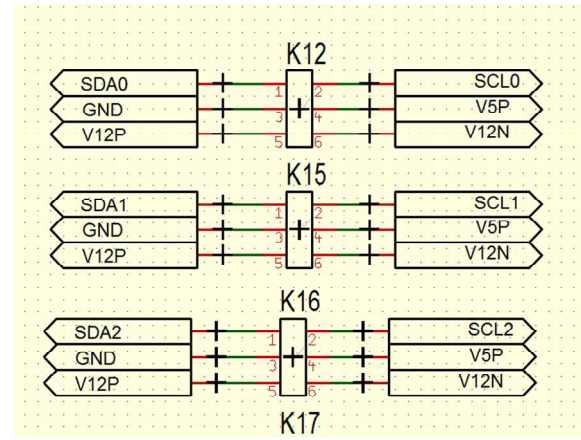 K12
SDA0 1 2 SCL0
GND 3 4 V5P
V12P 5 6 V12N
K15
SDA1 1 2 SCL1
GND 3 4 V5P
V12P 5 6 V12N
K16
SDA2 1 2 SCL2
GND 3 4 V5P
V12P 5 6 V12N
K17